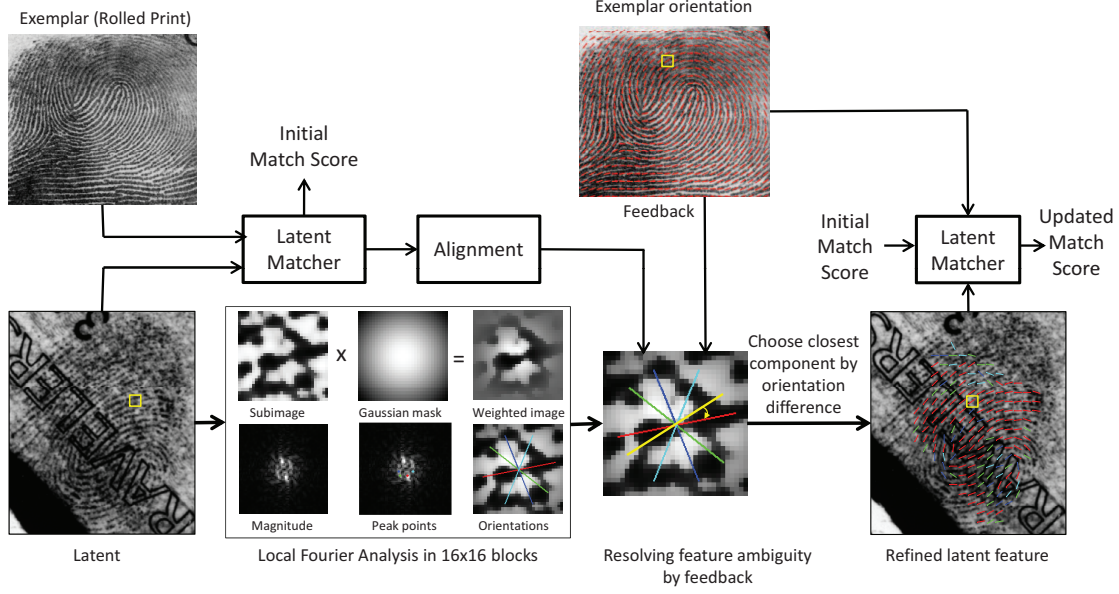 Exemplar (Rolled Print)
Exemplar orientation
Initial
Match Score
Feedback
Latent
Matcher
Alignment
Initial
Match
Score
Latent
Matcher
Updated
Match
Score
Subimage
x
Gaussian mask
=
Weighted image
Magnitude
Peak points
Orientations
Choose closest
component by
orientation
difference
Latent
Local Fourier Analysis in 16x16 blocks
Resolving feature ambiguity
by feedback
Refined latent feature